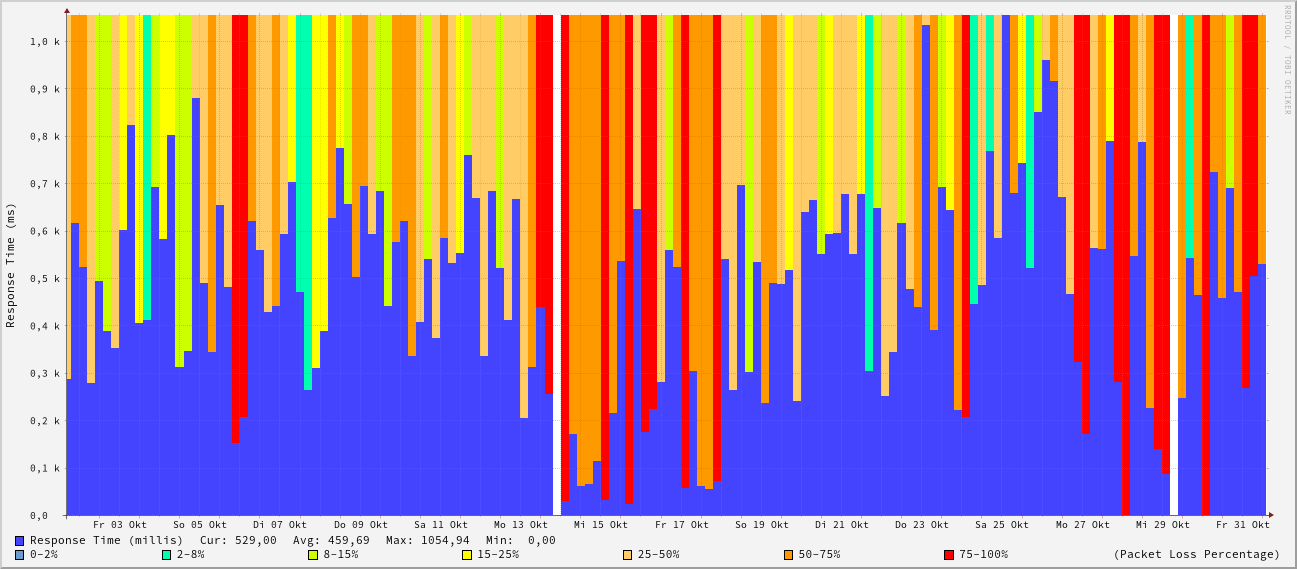 RRDTOOL / TOBI OETIKER
Response Time (ms)
1,0 k
0,9 k
0,8 k
0,7 k
0,6 k
0,5 k
0,4 k
0,3 k
0,2 k
0,1 k
0,0
Fr 03 Okt So 05 Okt Di 07 Okt Do 09 Okt Sa 11 Okt Mo 13 Okt Mi 15 Okt Fr 17 Okt So 19 Okt Di 21 Okt Do 23 Okt Sa 25 Okt Mo 27 Okt Mi 29 Okt Fr 31 Okt
Response Time (millis) Cur: 529,00 Avg: 459,69 Max: 1054,94 Min: 0,00
0-2% 2-8% 8-15% 15-25% 25-50% 50-75% 75-100% (Packet Loss Percentage)